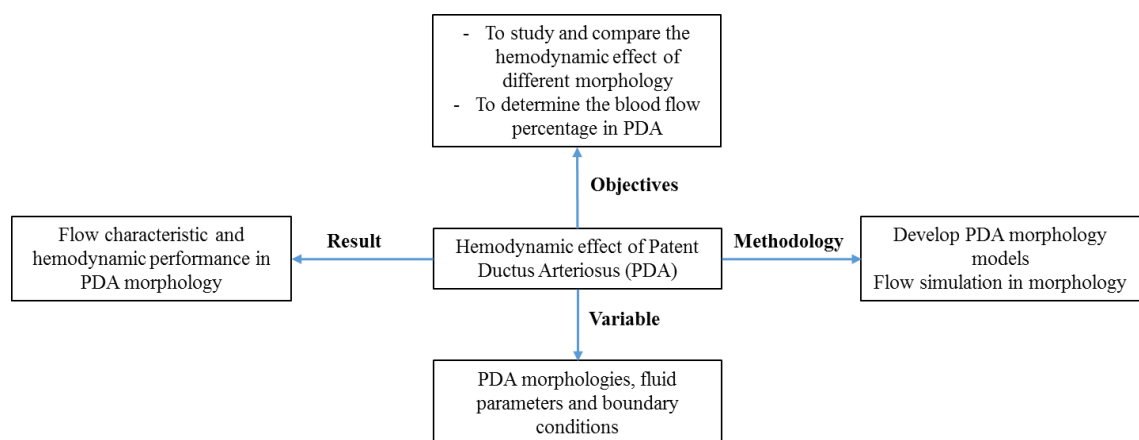 - To study and compare the
hemodynamic effect of
different morphology
- To determine the blood flow
percentage in PDA
Objectives
Flow characteristic and
hemodynamic performance in
PDA morphology
Result
Hemodynamic effect of Patent
Ductus Arteriosus (PDA)
Methodology
Develop PDA morphology
models
Flow simulation in morphology
Variable
PDA morphologies, fluid
parameters and boundary
conditions